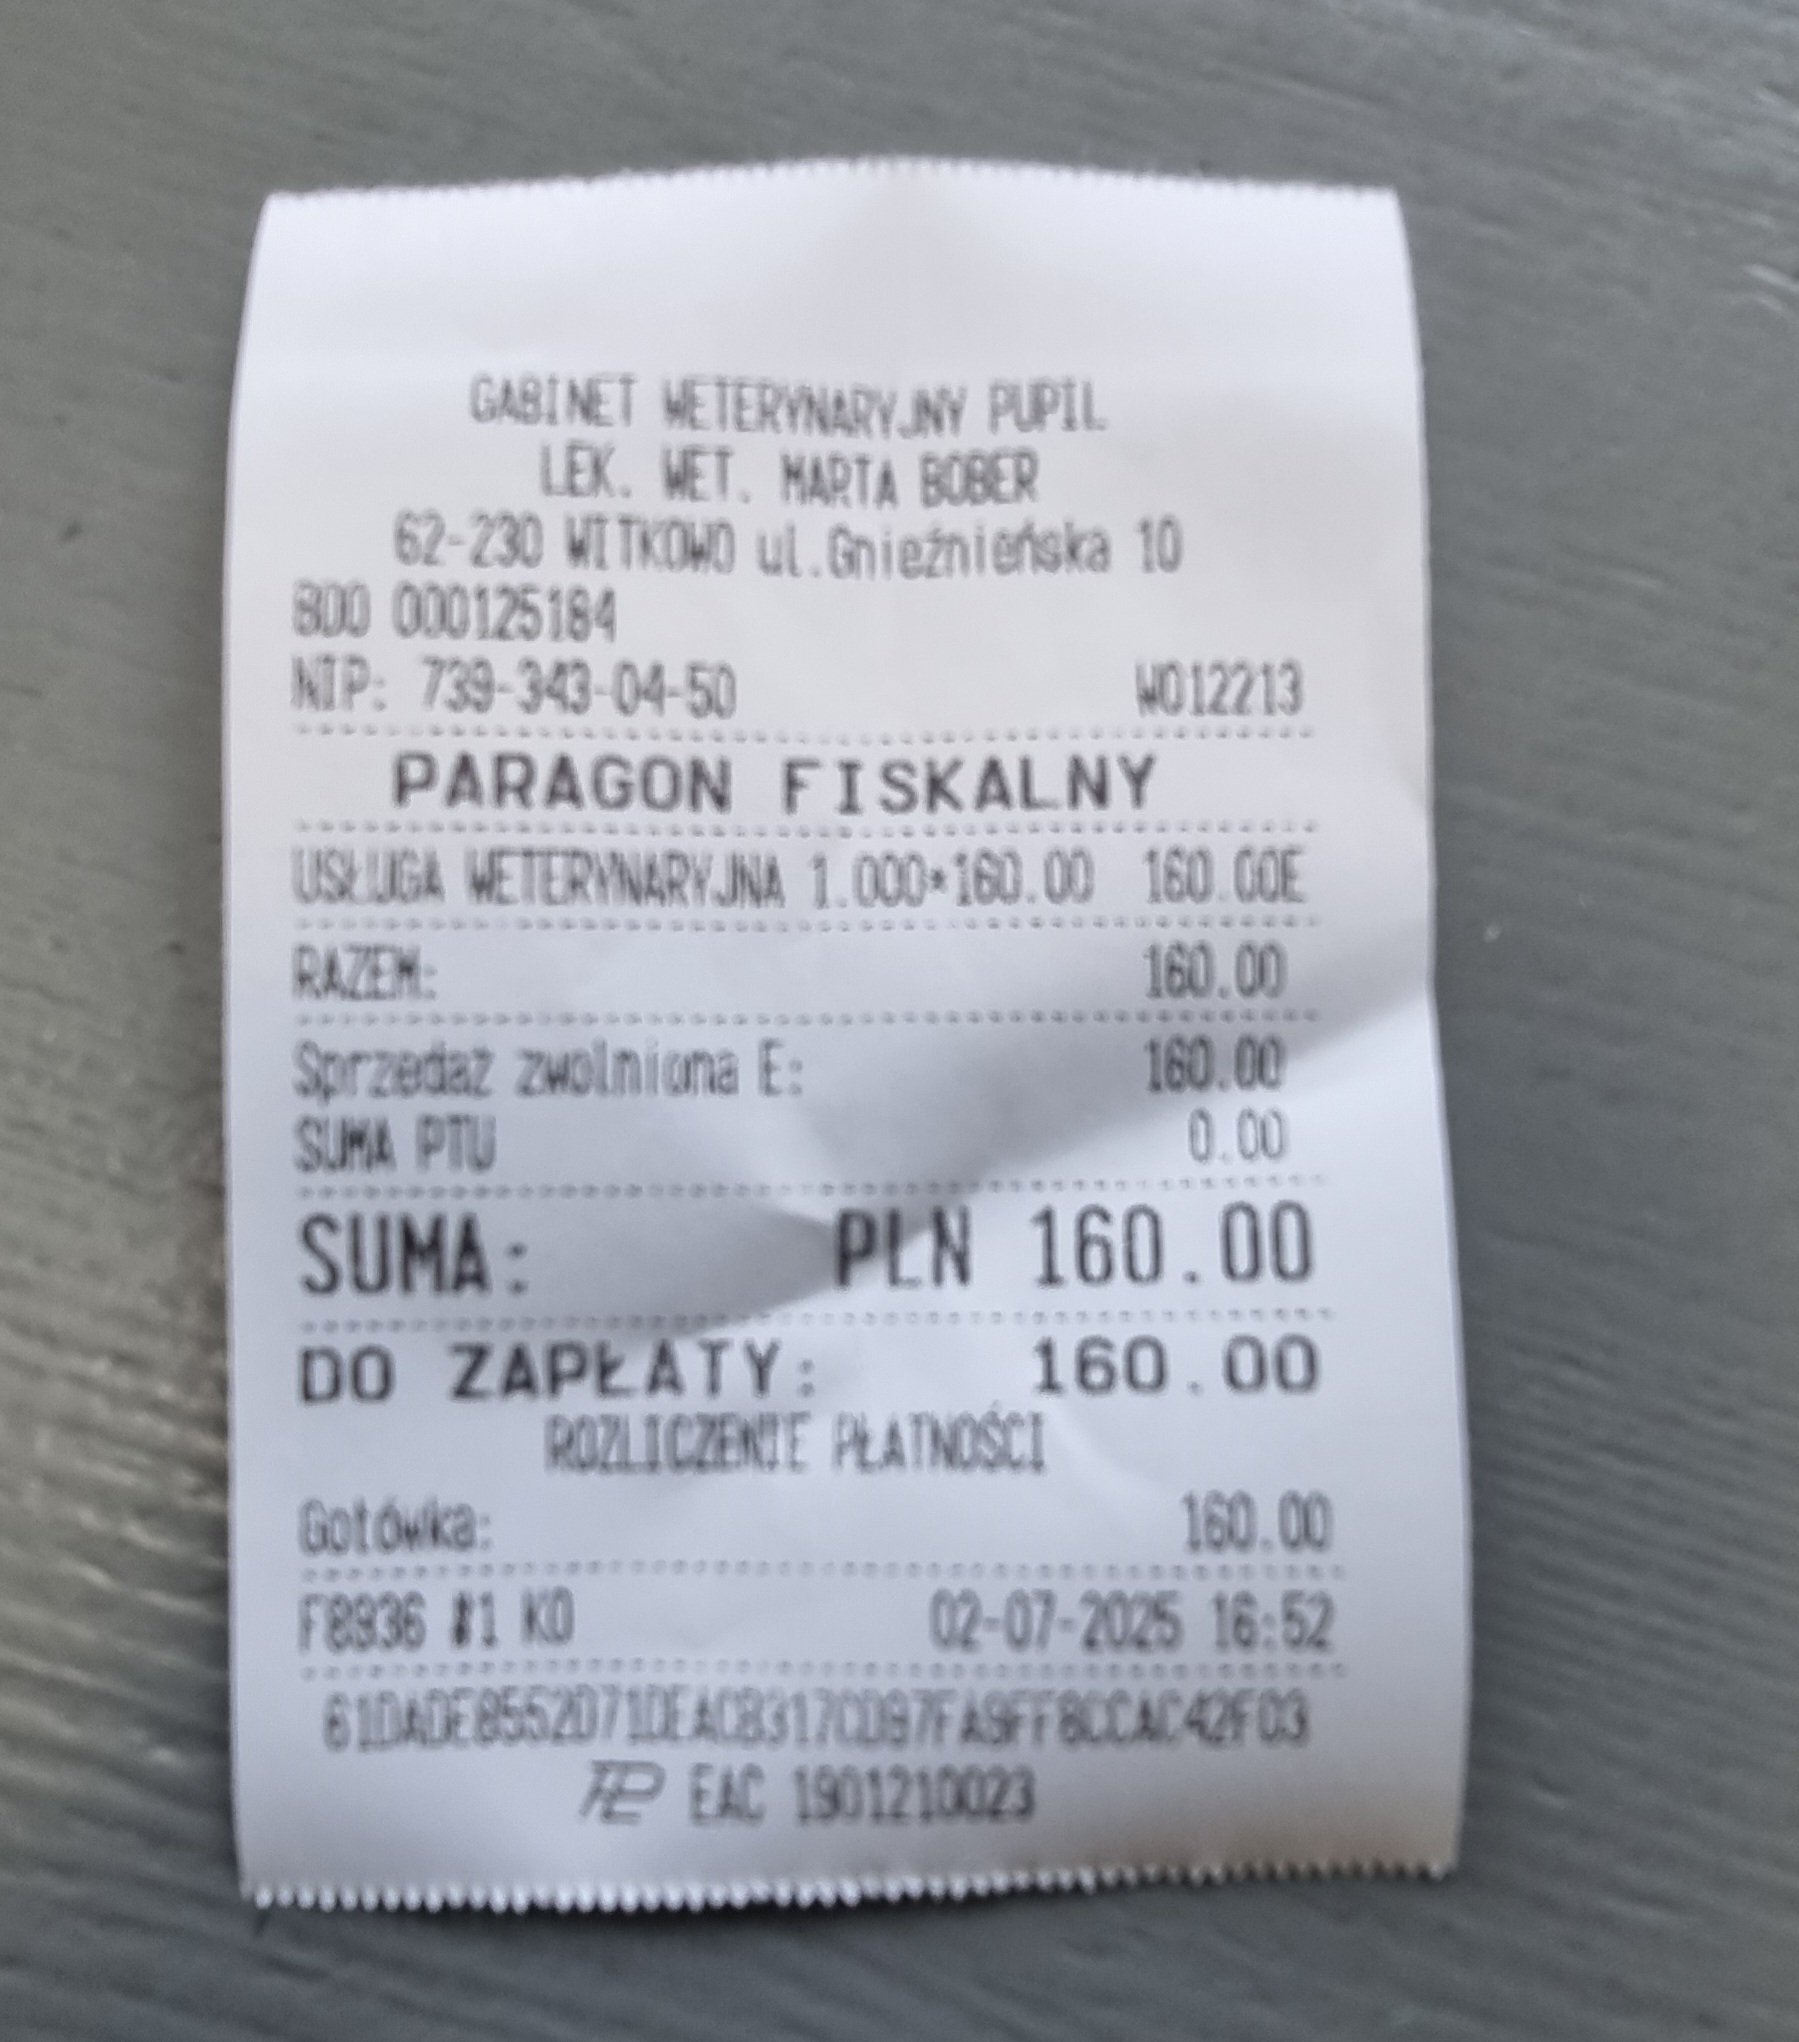 GABINET WETERYNARYJNY PUPIL
LEK. WET. MARTA BOBER
62-230 WITKOWO ul.Gnieźnieńska 10
BDO 000125184
NIP: 739-343-04-50 W012213
PARAGON FISKALNY
USŁUGA WETERYNARYJNA 1.000*160.00 160.00E
RAZEM: 160.00
Sprzedaż zwolniona E: 160.00
SUMA PTU 0.00
SUMA: PLN 160.00
DO ZAPŁATY: 160.00
ROZLICZENIE PŁATNOŚCI
Gotówka: 160.00
F8936 #1 KO 02-07-2025 16:52
61DADE8552D71DEACB317CD97FA9FF8CCAC42F03
EAC 1901210023